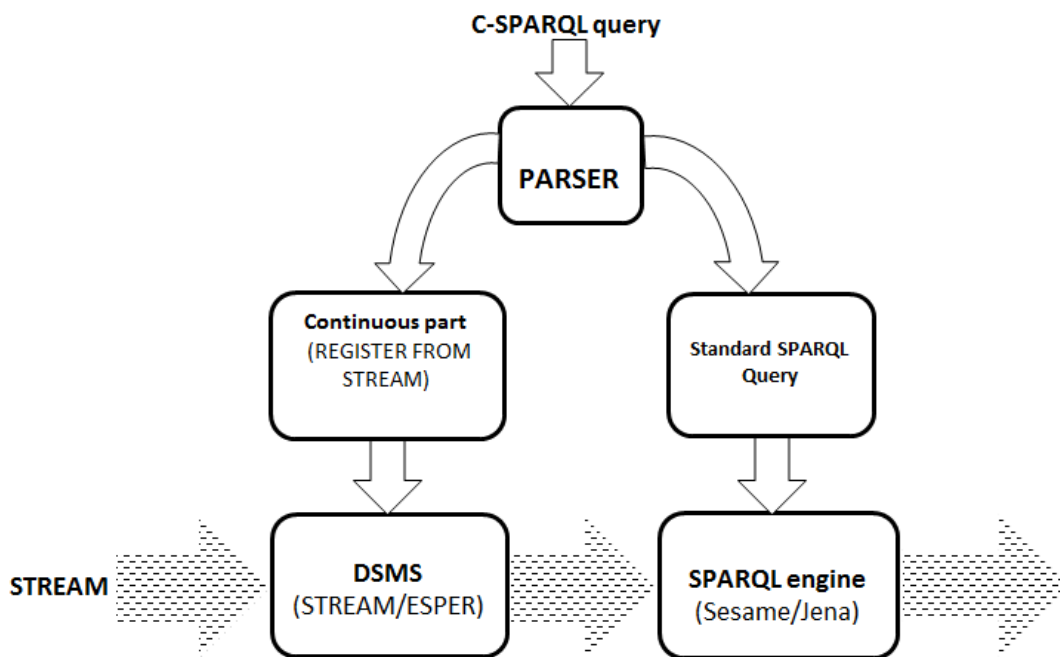 C-SPARQL query
PARSER
Continuous part
(REGISTER FROM
STREAM)
Standard SPARQL
Query
STREAM
DSMS
(STREAM/ESPER)
SPARQL engine
(Sesame/Jena)